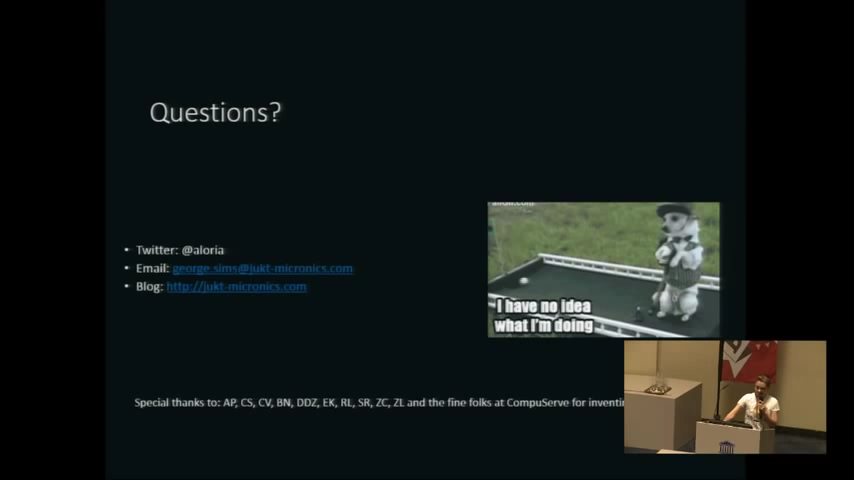 Questions?
• Twitter: @aloria
• Email: george.sims@jukt-micronics.com
• Blog: http://jukt-micronics.com
I have no idea
what I'm doing
Special thanks to: AP, CS, CV, BN, DDZ, EK, RL, SR, ZC, ZL and the fine folks at CompuServe for inventin